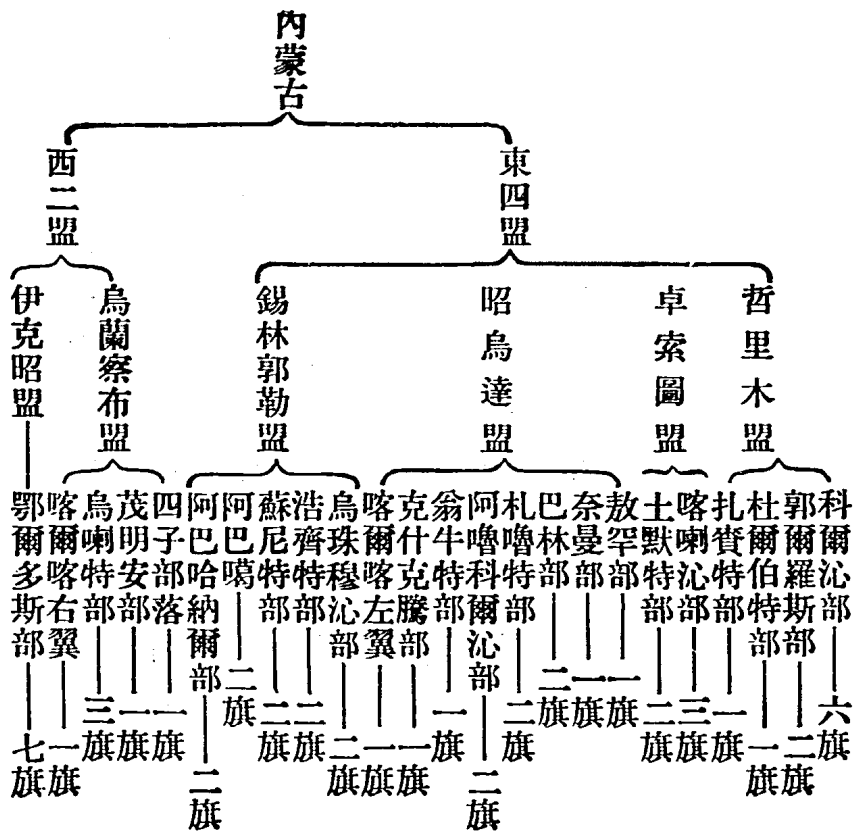 內蒙古
東四盟
西二盟
哲里木盟
卓索圖盟
昭烏達盟
錫林郭勒盟
烏蘭察布盟
伊克昭盟
科爾沁部
六旗
郭爾羅斯部
二旗
杜爾伯特部
一旗
扎賚特部
一旗
喀喇沁部
三旗
土默特部
二旗
敖罕部
一旗
奈曼部
一旗
巴林部
二旗
札嚕特部
二旗
阿嚕科爾沁部
二旗
翁牛特部
一旗
克什克騰部
一旗
喀爾喀左翼
一旗
烏珠穆沁部
二旗
浩齊特部
二旗
蘇尼特部
二旗
阿巴噶
二旗
阿巴哈納爾部
二旗
四子部落
一旗
茂明安部
一旗
烏喇特部
三旗
喀爾喀右翼
一旗
鄂爾多斯部
七旗